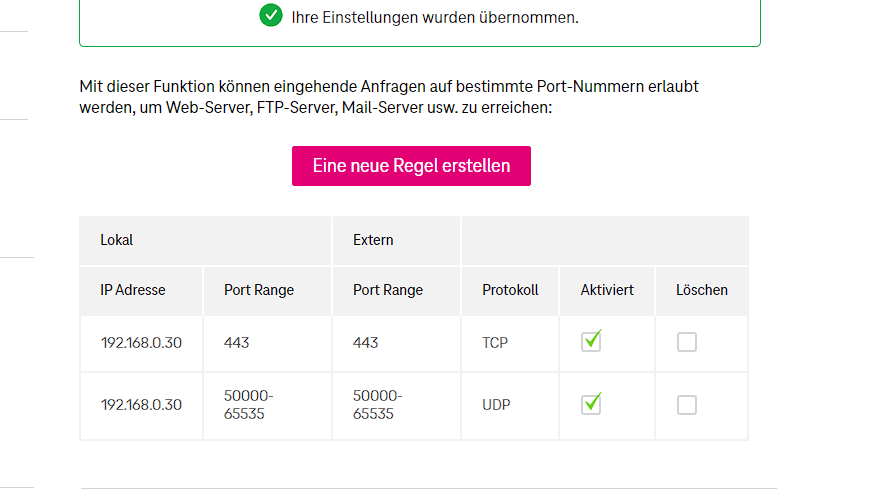 Ihre Einstellungen wurden übernommen.
Mit dieser Funktion können eingehende Anfragen auf bestimmte Port-Nummern erlaubt
werden, um Web-Server, FTP-Server, Mail-Server usw. zu erreichen:
Eine neue Regel erstellen
Lokal Extern
IP Adresse Port Range Port Range Protokoll Aktiviert Löschen
192.168.0.30 443 443 TCP
192.168.0.30 50000-65535 50000-65535 UDP